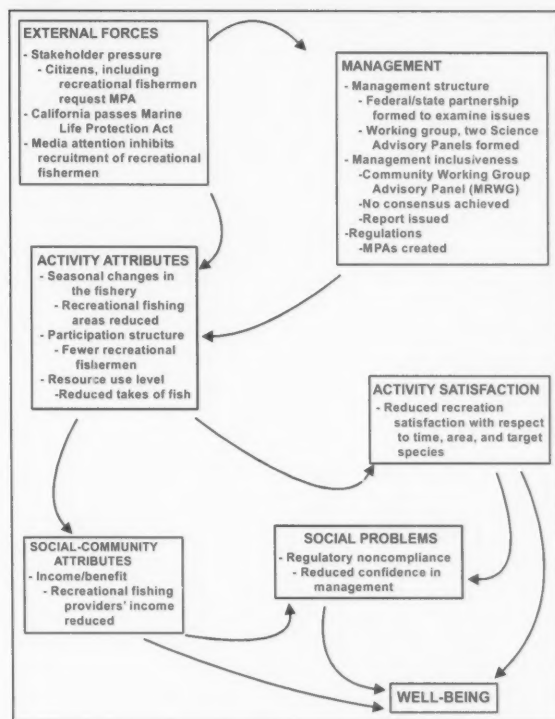 EXTERNAL FORCES
- Stakeholder pressure
- Citizens, including
recreational fishermen
request MPA
- California passes Marine
Life Protection Act
- Media attention inhibits
recruitment of recreational
fishermen
MANAGEMENT
- Management structure
- Federal/state partnership
formed to examine issues
- Working group, two Science
Advisory Panels formed
- Management inclusiveness
-Community Working Group
Advisory Panel (MRWG)
-No consensus achieved
-Report issued
-Regulations
-MPAs created
ACTIVITY ATTRIBUTES
- Seasonal changes in
the fishery
- Recreational fishing
areas reduced
- Participation structure
- Fewer recreational
fishermen
- Resource use level
-Reduced takes of fish
ACTIVITY SATISFACTION
- Reduced recreation
satisfaction with respect
to time, area, and target
species
SOCIAL-COMMUNITY
ATTRIBUTES
- Income/benefit
- Recreational fishing
providers' income
reduced
SOCIAL PROBLEMS
- Regulatory noncompliance
- Reduced confidence in
management
WELL-BEING